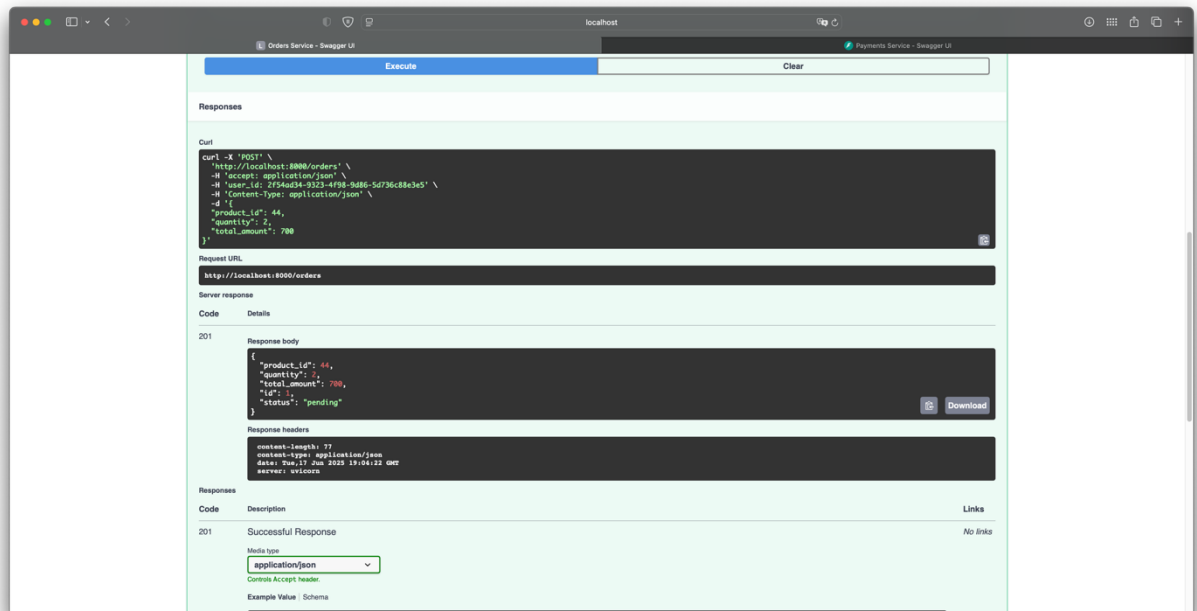 localhost
L Orders Service - Swagger UI
Payments Service - Swagger UI
Execute
Clear
Responses
Curl
curl -X 'POST' \
'http://localhost:8000/orders' \
-H 'accept: application/json' \
-H 'user_id: 2f54ad34-9323-4f98-9d86-5d736c88e3e5' \
-H 'Content-Type: application/json' \
-d '{
"product_id": 44,
"quantity": 2,
"total_amount": 700
}'
Request URL
http://localhost:8000/orders
Server response
Code Details
201
Response body
{
"product_id": 44,
"quantity": 2,
"total_amount": 700,
"id": 1,
"status": "pending"
}
Download
Response headers
content-length: 77
content-type: application/json
date: Tue,17 Jun 2025 19:04:22 GMT
server: uvicorn
Responses
Code Description Links
201 Successful Response No links
Media type
application/json
Controls Accept header.
Example Value Schema